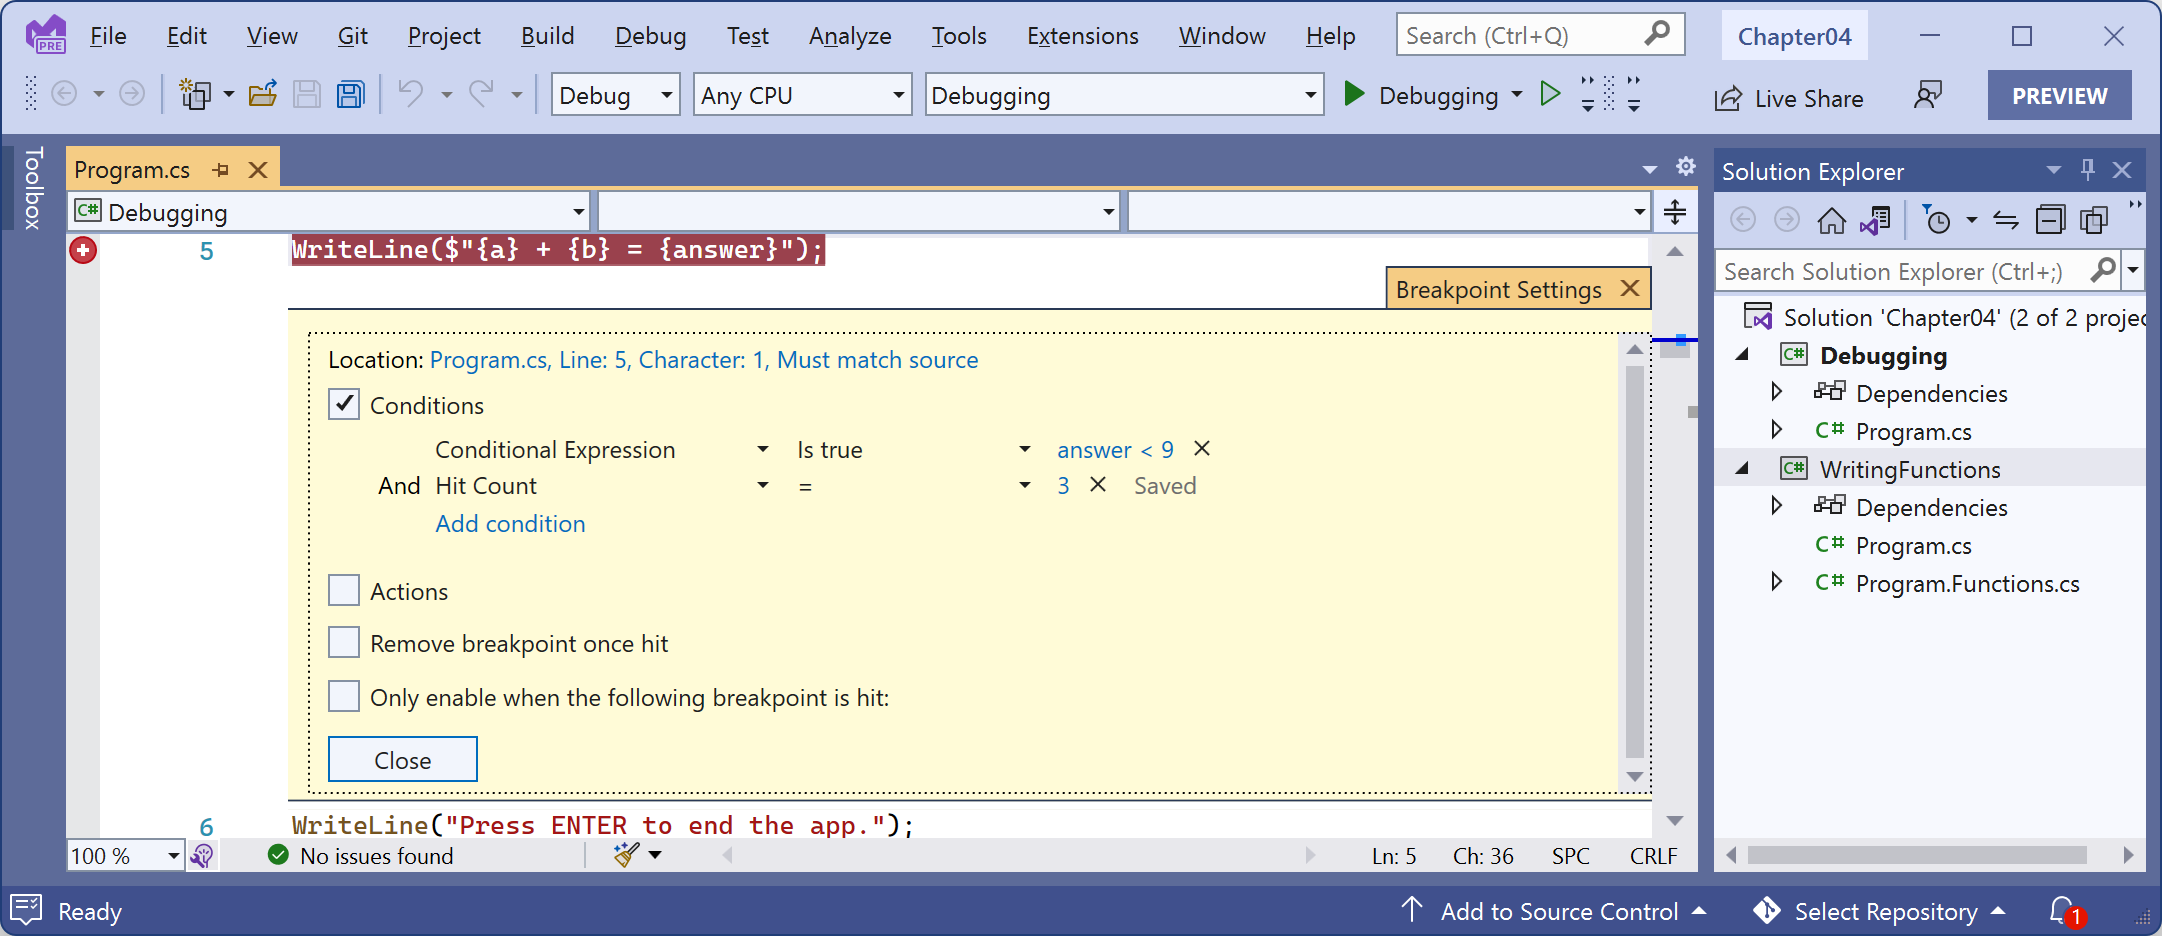 PRE File Edit View Git Project Build Debug Test Analyze Tools Extensions Window Help Search (Ctrl+Q) Chapter04
Debug Any CPU Debugging Debugging Live Share PREVIEW
Toolbox
Program.cs
C# Debugging
5 WriteLine($"{a} + {b} = {answer}");
Breakpoint Settings
Location: Program.cs, Line: 5, Character: 1, Must match source
Conditions
Conditional Expression Is true answer < 9
And Hit Count = 3 Saved
Add condition
Actions
Remove breakpoint once hit
Only enable when the following breakpoint is hit:
Close
6 WriteLine("Press ENTER to end the app.");
100 % No issues found Ln: 5 Ch: 36 SPC CRLF
Solution Explorer
Search Solution Explorer (Ctrl+;)
Solution 'Chapter04' (2 of 2 projec
C# Debugging
Dependencies
C# Program.cs
C# WritingFunctions
Dependencies
C# Program.cs
C# Program.Functions.cs
Ready Add to Source Control Select Repository 1